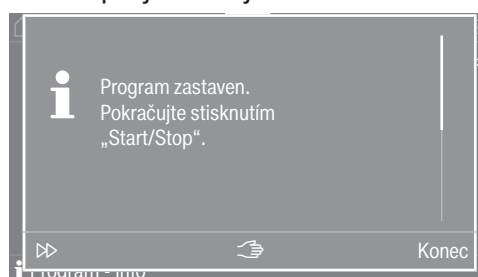 Program zastaven.
Pokračujte stisknutím
„Start/Stop“.
Konec